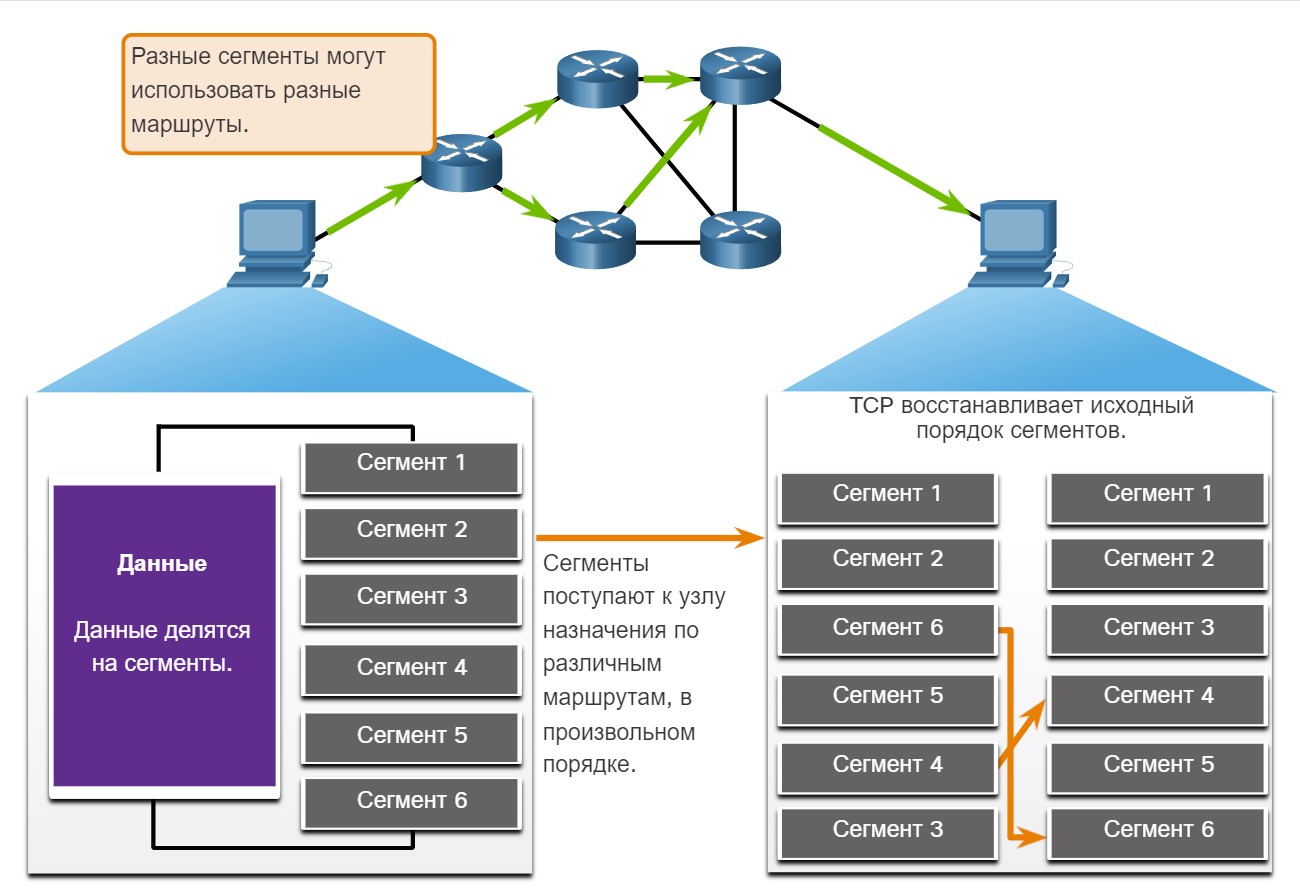 Разные сегменты могут
использовать разные
маршруты.
Данные
Данные делятся
на сегменты.
Сегмент 1
Сегмент 2
Сегмент 3
Сегмент 4
Сегмент 5
Сегмент 6
Сегменты
поступают к узлу
назначения по
различным
маршрутам, в
произвольном
порядке.
TCP восстанавливает исходный
порядок сегментов.
Сегмент 1
Сегмент 2
Сегмент 6
Сегмент 5
Сегмент 4
Сегмент 3
Сегмент 1
Сегмент 2
Сегмент 3
Сегмент 4
Сегмент 5
Сегмент 6